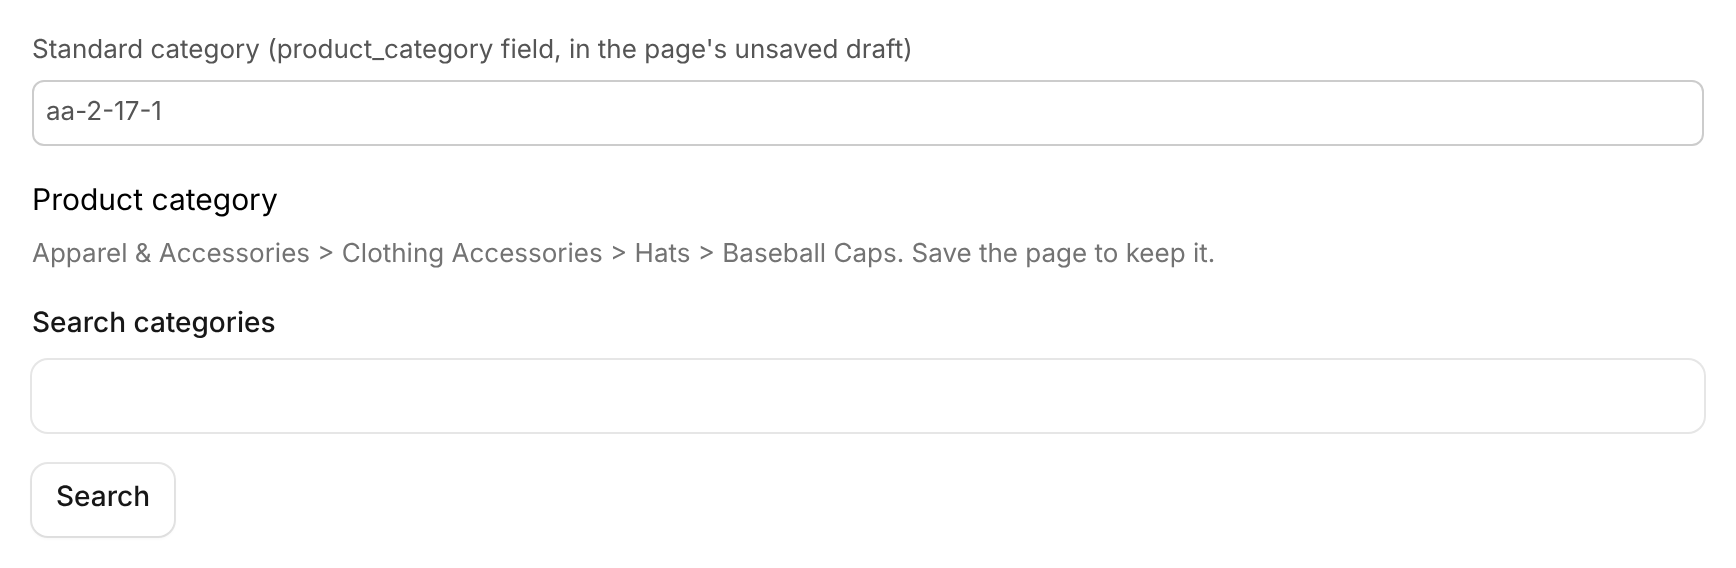 Standard category (product_category field, in the page's unsaved draft)
aa-2-17-1
Product category
Apparel & Accessories > Clothing Accessories > Hats > Baseball Caps. Save the page to keep it.
Search categories
Search